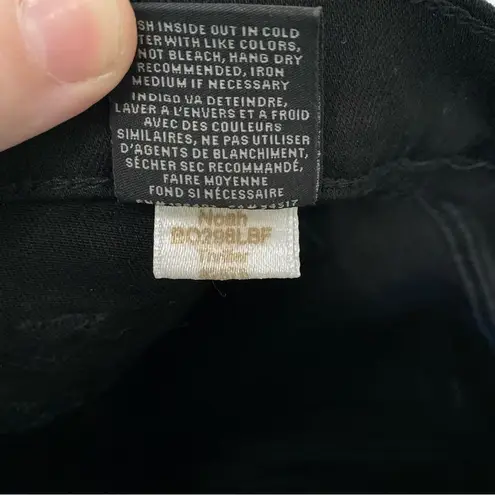 SH INSIDE OUT IN COLD
TER WITH LIKE COLORS,
NOT BLEACH, HANG DRY
RECOMMENDED, IRON
MEDIUM IF NECESSARY
INDIGO VA DETEINDRE,
LAVER A L'ENVERS ET A FROID
AVEC DES COULEURS
SIMILAIRES, NE PAS UTILISER
D'AGENTS DE BLANCHIMENT,
SÉCHER SEC RECOMMANDÉ,
FAIRE MOYENNE
FOND SI NÉCESSAIRE
Noah
BO296LBF